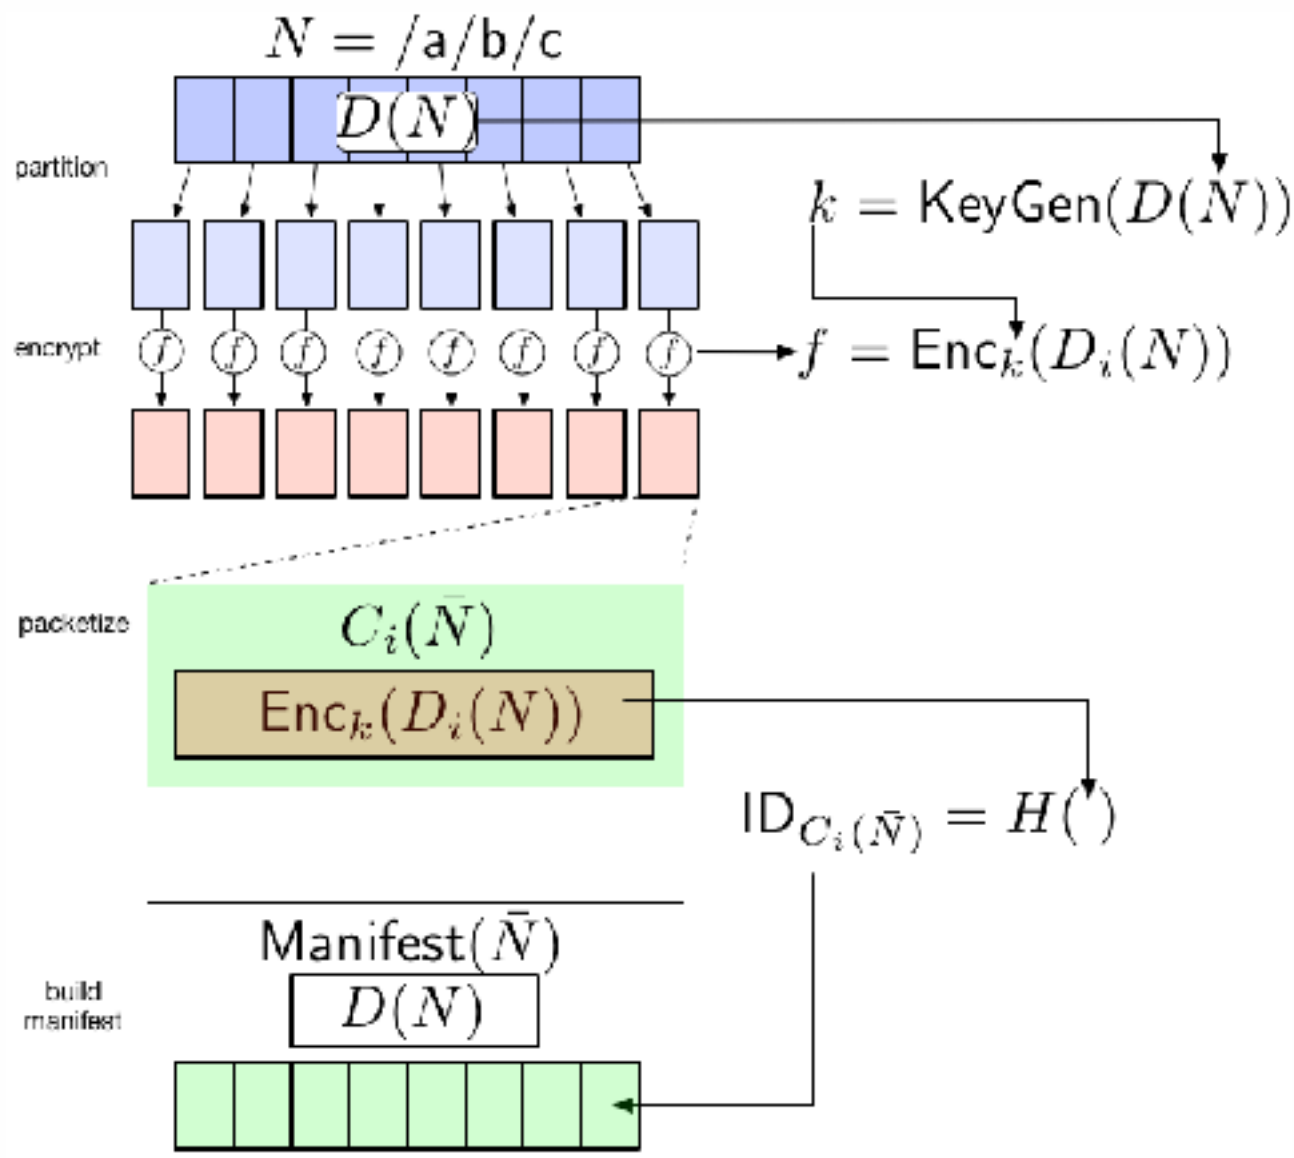 N = /a/b/c
D(N)
partition
k = KeyGen(D(N))
encrypt
f f f f f f f f
f = Enc_k(D_i(N))
packetize
C_i(N̄)
Enc_k(D_i(N))
ID_{C_i(N̄)} = H(·)
Manifest(N̄)
build
manifest
D(N)